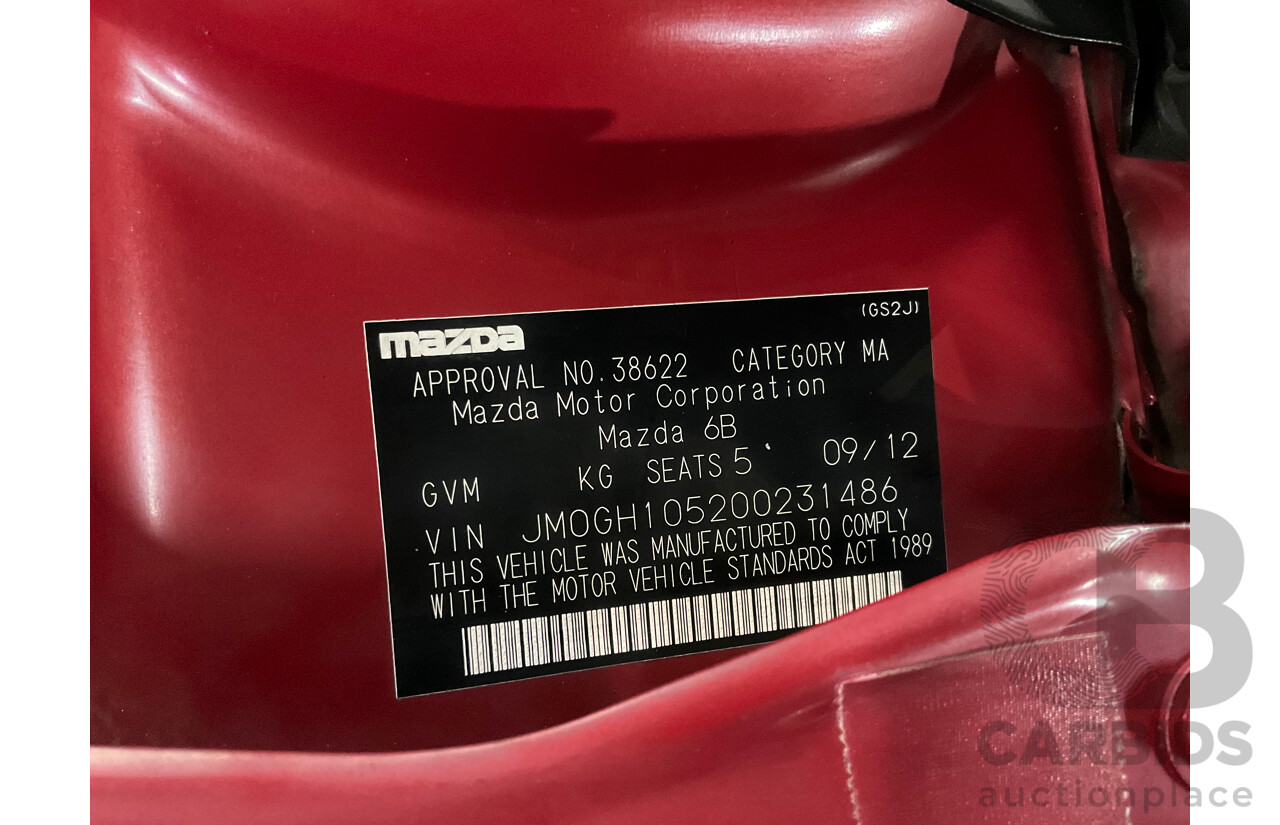 mazda
(GS2J)
APPROVAL NO.38622 CATEGORY MA
Mazda Motor Corporation
Mazda 6B
GVM KG SEATS 5 09/12
VIN JM0GH105200231486
THIS VEHICLE WAS MANUFACTURED TO COMPLY
WITH THE MOTOR VEHICLE STANDARDS ACT 1989
CB
CARBIDS
auctionplace